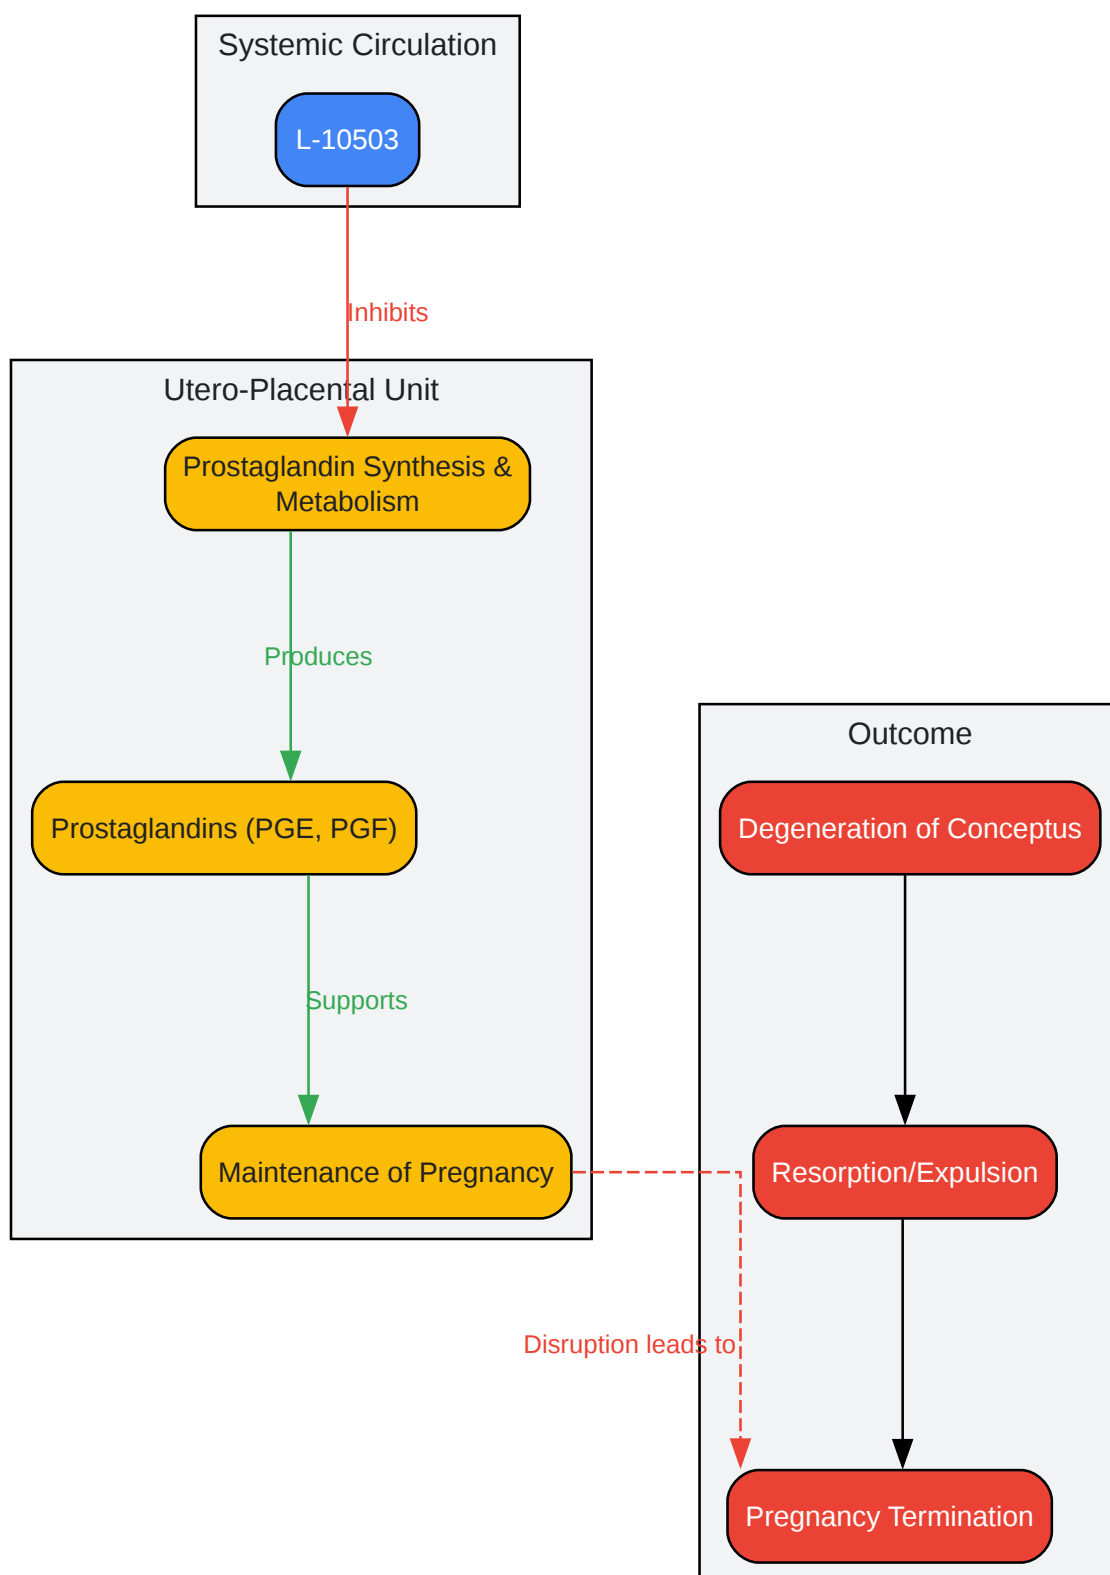 Systemic Circulation
L-10503
Inhibits
Utero-Placental Unit
Prostaglandin Synthesis &
Metabolism
Produces
Prostaglandins (PGE, PGF)
Supports
Maintenance of Pregnancy
Disruption leads to
Outcome
Degeneration of Conceptus
Resorption/Expulsion
Pregnancy Termination